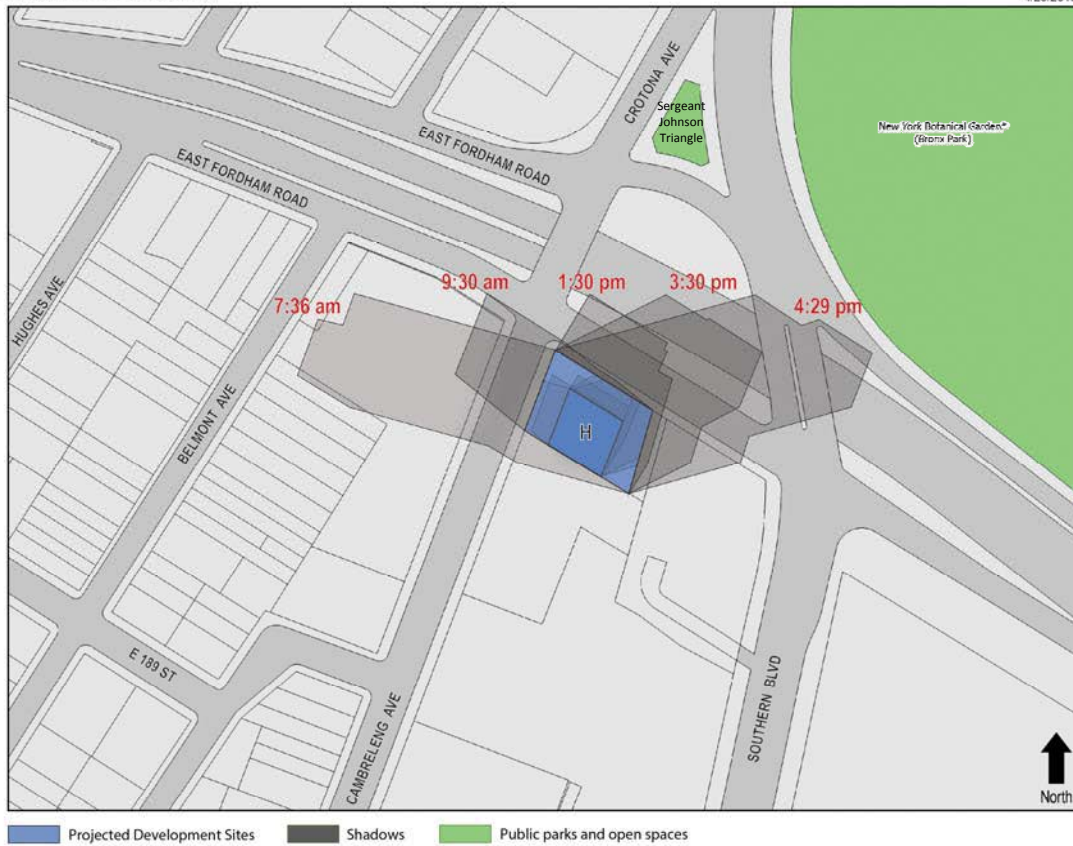 CROTONA AVE
Sergeant
Johnson
Triangle
New York Botanical Garden*
(Bronx Park)
EAST FORDHAM ROAD
EAST FORDHAM ROAD
HUGHES AVE
7:36 am
9:30 am
1:30 pm
3:30 pm
4:29 pm
BELMONT AVE
H
E 189 ST
CAMBRELENG AVE
SOUTHERN BLVD
North
Projected Development Sites
Shadows
Public parks and open spaces